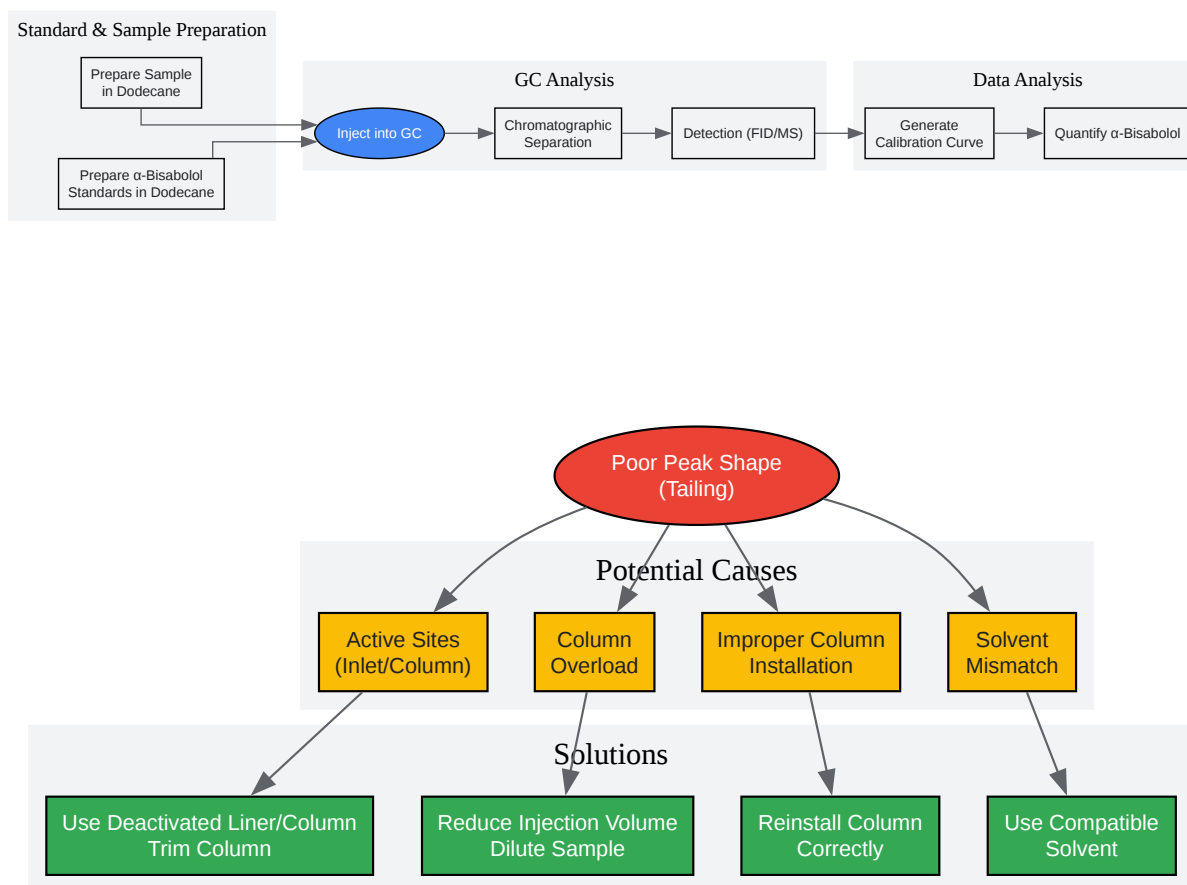 Standard & Sample Preparation
Prepare Sample
in Dodecane
Prepare α-Bisabolol
Standards in Dodecane
GC Analysis
Inject into GC
Chromatographic
Separation
Detection (FID/MS)
Data Analysis
Generate
Calibration Curve
Quantify α-Bisabolol
Poor Peak Shape
(Tailing)
Potential Causes
Active Sites
(Inlet/Column)
Column
Overload
Improper Column
Installation
Solvent
Mismatch
Solutions
Use Deactivated Liner/Column
Trim Column
Reduce Injection Volume
Dilute Sample
Reinstall Column
Correctly
Use Compatible
Solvent